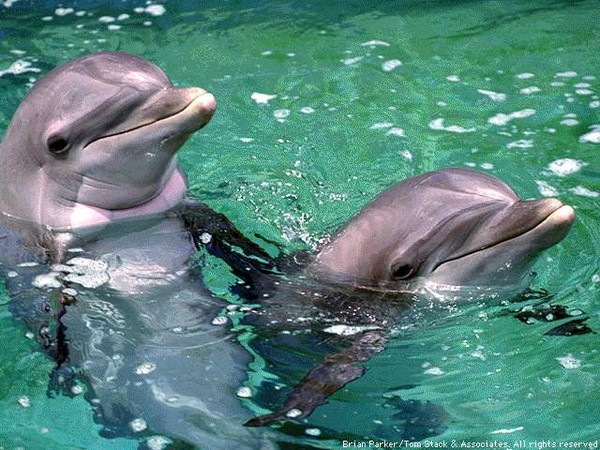 Brian Parker/Tom Stack & Associates. All rights reserved